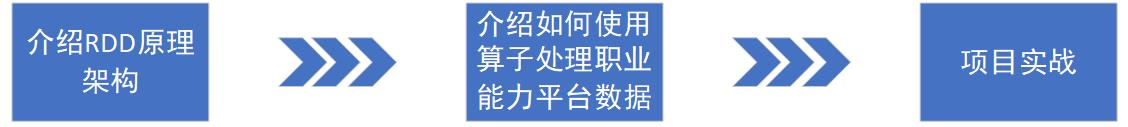 介绍RDD原理
架构
介绍如何使用
算子处理职业
能力平台数据
项目实战